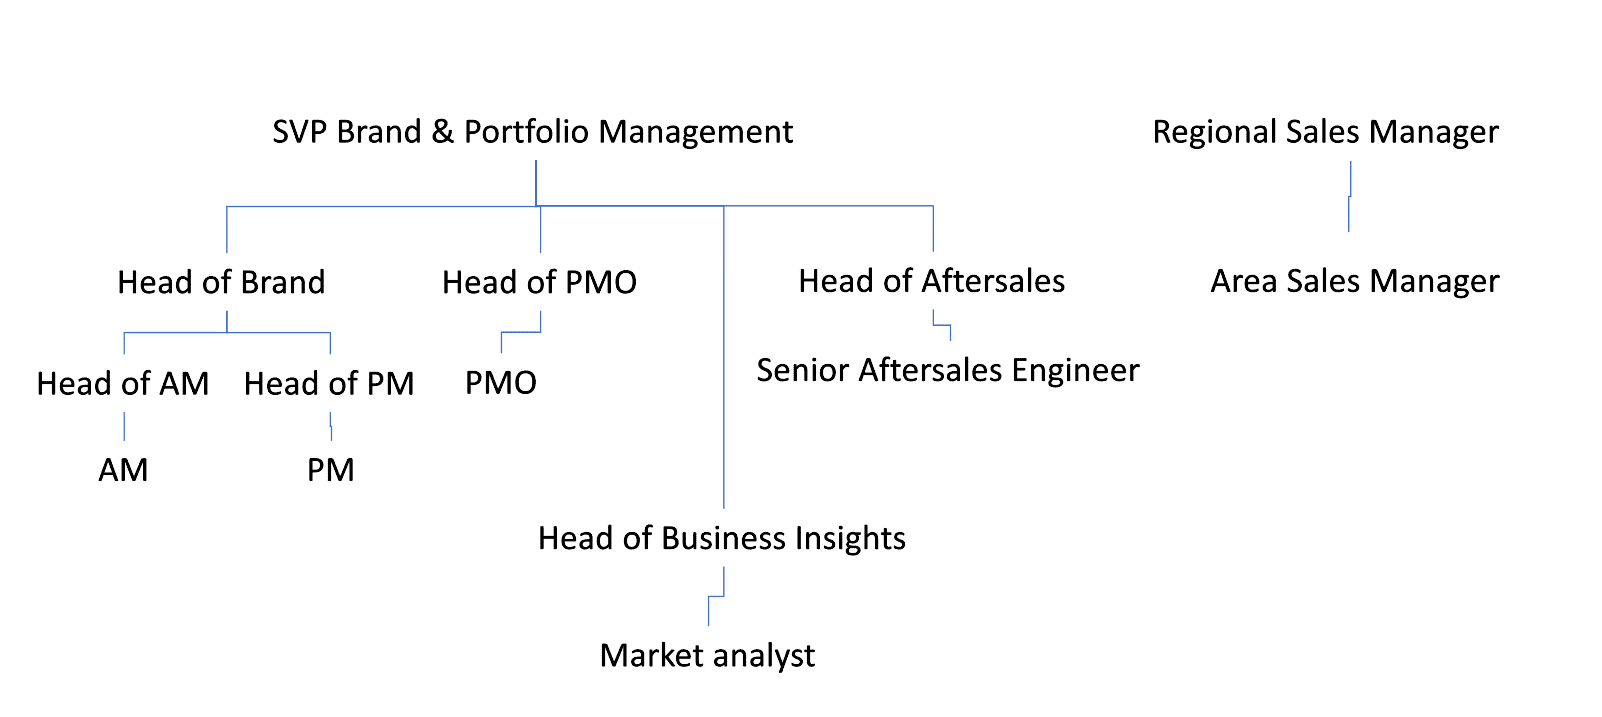 SVP Brand & Portfolio Management
Regional Sales Manager
Head of Brand
Head of PMO
Head of Aftersales
Area Sales Manager
Head of AM
Head of PM
PMO
Senior Aftersales Engineer
AM
PM
Head of Business Insights
Market analyst